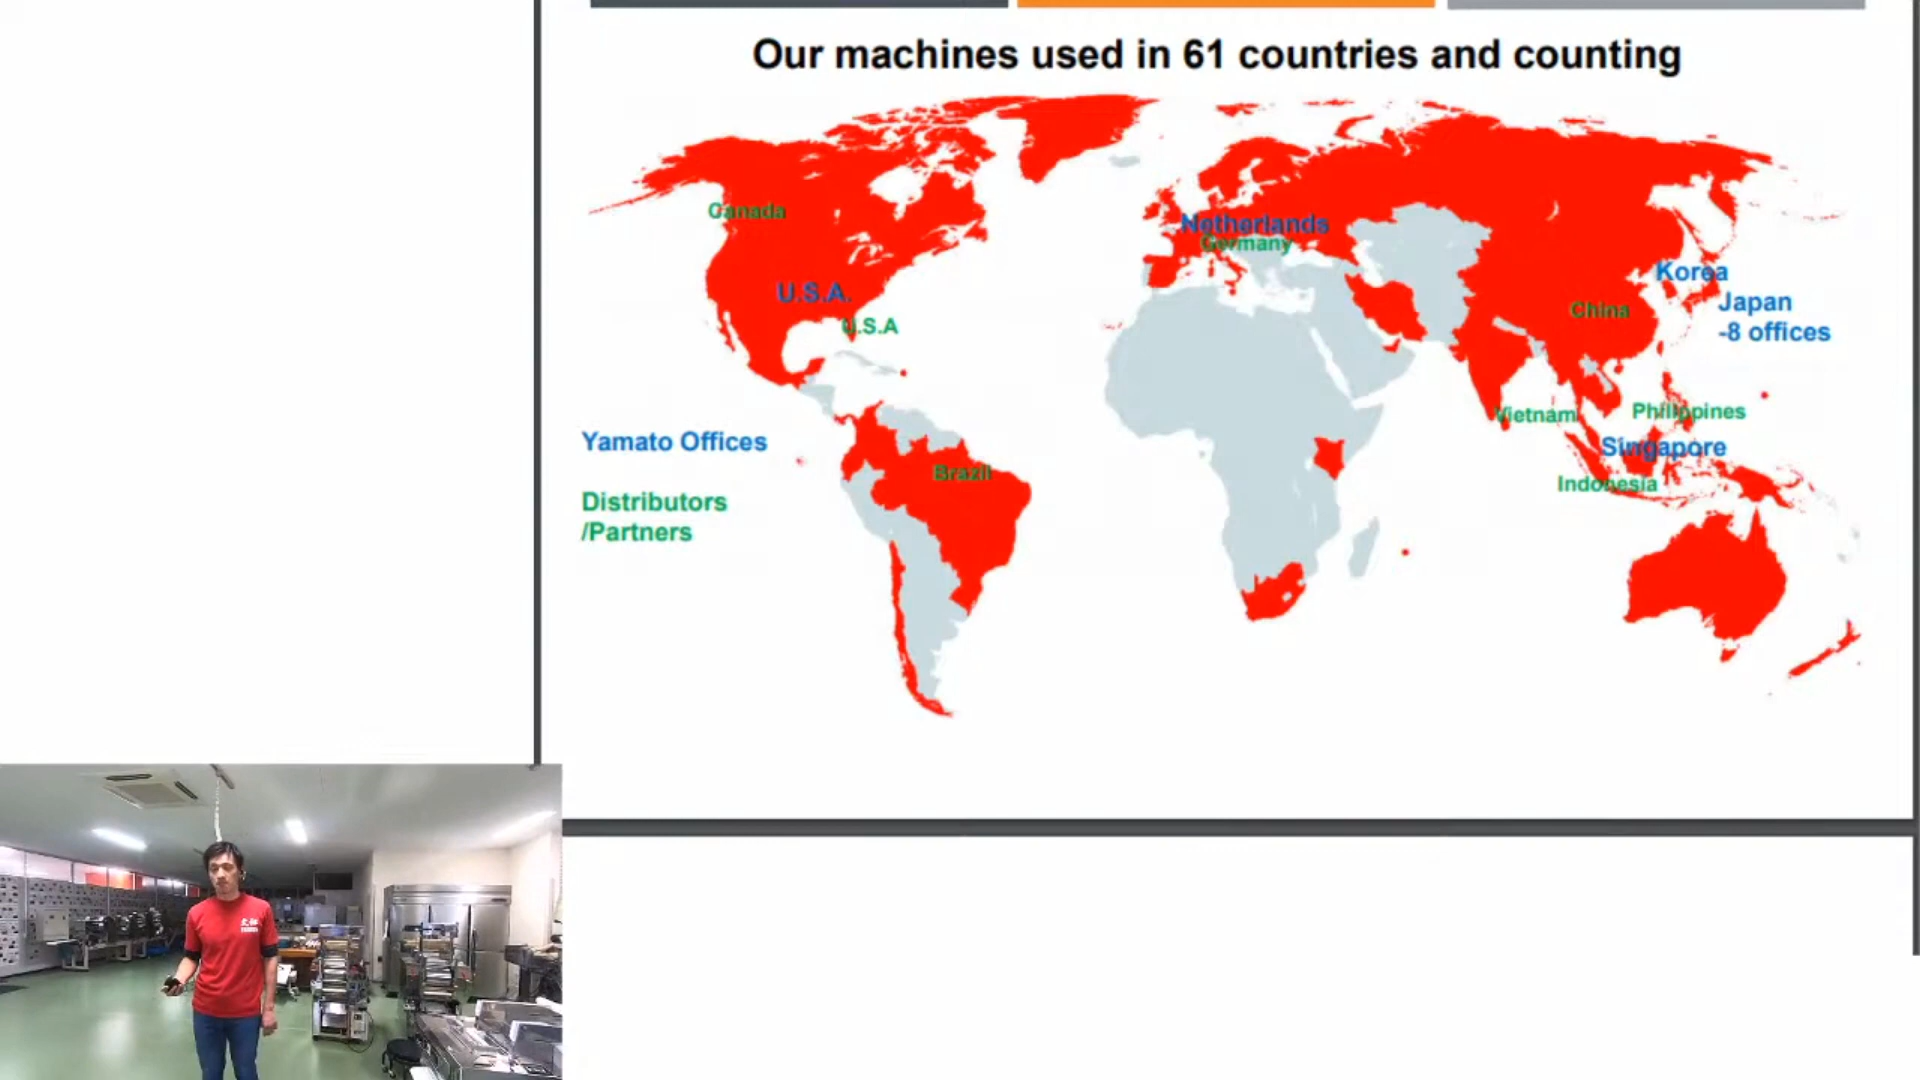 Our machines used in 61 countries and counting
Canada
Netherlands
Germany
U.S.A.
U.S.A
Korea
Japan
-8 offices
China
Vietnam
Philippines
Yamato Offices
Singapore
Brazil
Indonesia
Distributors
/Partners